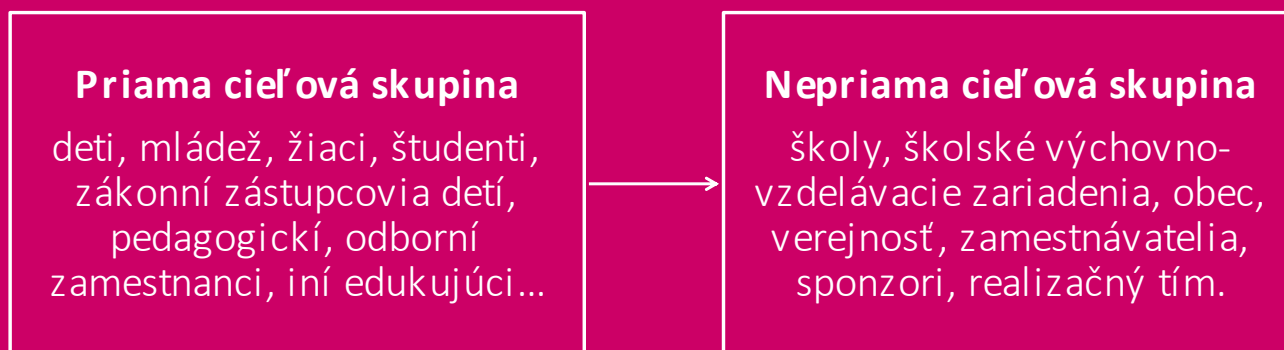 Priama cieľová skupina
deti, mládež, žiaci, študenti,
zákonní zástupcovia detí,
pedagogickí, odborní
zamestnanci, iní edukujúci…
Nepriama cieľová skupina
školy, školské výchovno-
vzdelávacie zariadenia, obec,
verejnosť, zamestnávatelia,
sponzori, realizačný tím.